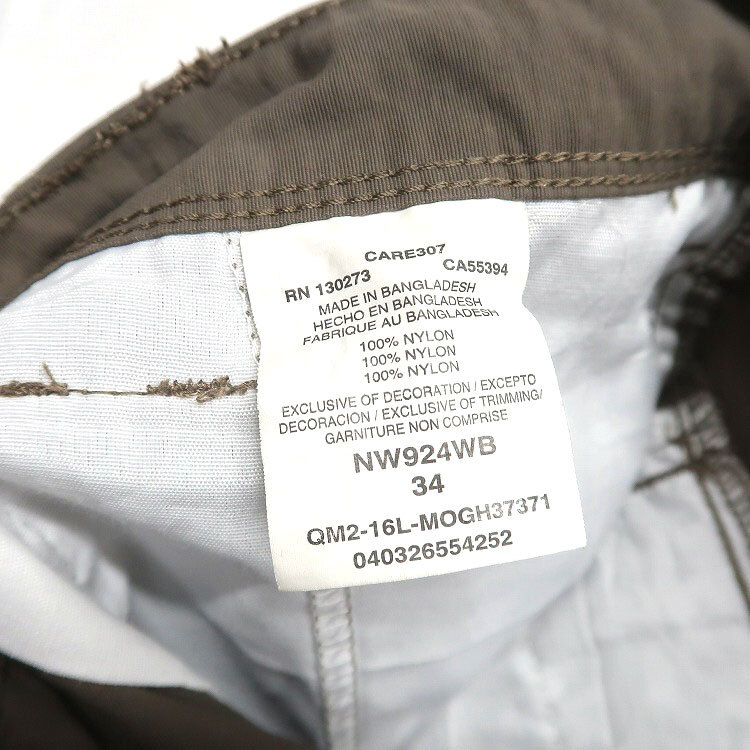 CARE307
RN 130273 CA55394
MADE IN BANGLADESH
HECHO EN BANGLADESH
FABRIQUE AU BANGLADESH
100% NYLON
100% NYLON
100% NYLON
EXCLUSIVE OF DECORATION / EXCEPTO
DECORACION / EXCLUSIVE OF TRIMMING/
GARNITURE NON COMPRISE
NW924WB
34
QM2-16L-MOGH37371
040326554252